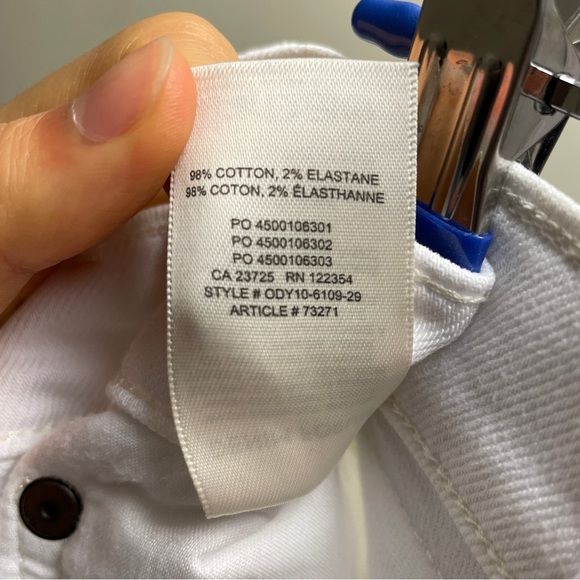 98% COTTON, 2% ELASTANE
98% COTON, 2% ÉLASTHANNE
PO 4500106301
PO 4500106302
PO 4500106303
CA 23725 RN 122354
STYLE # ODY10-6109-29
ARTICLE # 73271